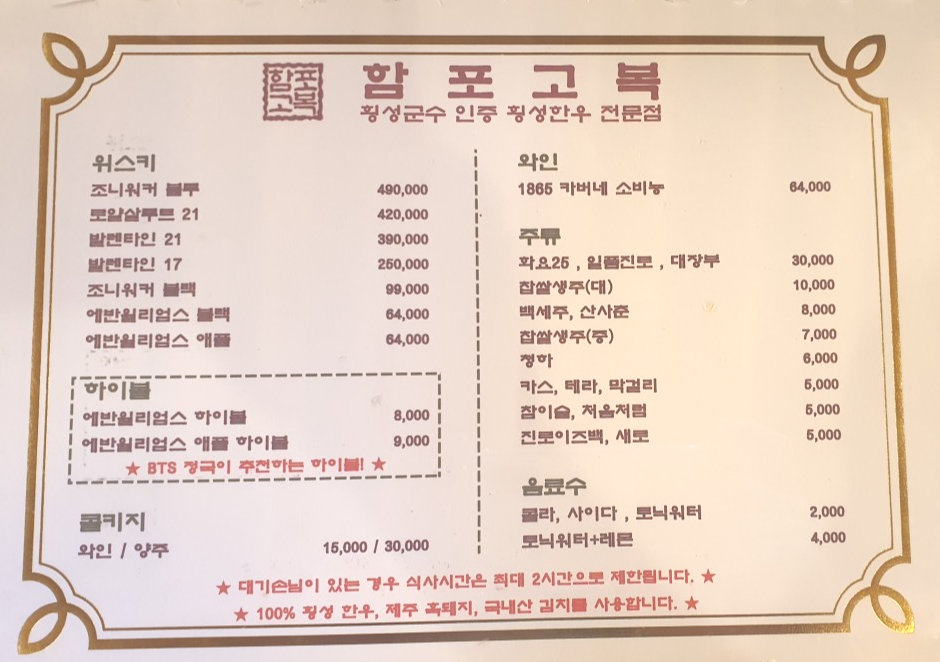 함포고복
함 포 고 복
횡성군수 인증 횡성한우 전문점
위스키
조니워커 블루 490,000
로얄살루트 21 420,000
발렌타인 21 390,000
발렌타인 17 250,000
조니워커 블랙 99,000
에반윌리엄스 블랙 64,000
에반윌리엄스 애플 64,000
하이볼
에반윌리엄스 하이볼 8,000
에반윌리엄스 애플 하이볼 9,000
★ BTS 정국이 추천하는 하이볼! ★
콜키지
와인 / 양주 15,000 / 30,000
와인
1865 카버네 소비뇽 64,000
주류
화요25 , 일품진로 , 대장부 30,000
찹쌀생주(대) 10,000
백세주, 산사춘 8,000
찹쌀생주(중) 7,000
청하 6,000
카스, 테라, 막걸리 5,000
참이슬, 처음처럼 5,000
진로이즈백, 새로 5,000
음료수
콜라, 사이다 , 토닉워터 2,000
토닉워터+레몬 4,000
★ 대기손님이 있는 경우 식사시간은 최대 2시간으로 제한됩니다. ★
★ 100% 횡성 한우, 제주 흑돼지, 국내산 김치를 사용합니다. ★